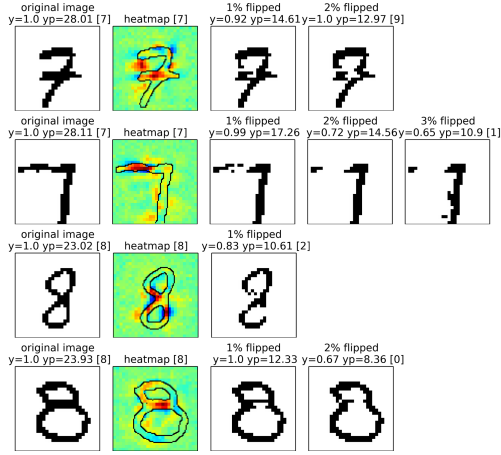 original image 1% flipped 2% flipped
y=1.0 yp=28.01 [7] heatmap [7] y=0.92 yp=14.61 y=1.0 yp=12.97 [9]
original image 1% flipped 2% flipped 3% flipped
y=1.0 yp=28.11 [7] heatmap [7] y=0.99 yp=17.26 y=0.72 yp=14.56 y=0.65 yp=10.9 [1]
original image 1% flipped
y=1.0 yp=23.02 [8] heatmap [8] y=0.83 yp=10.61 [2]
original image 1% flipped 2% flipped
y=1.0 yp=23.93 [8] heatmap [8] y=1.0 yp=12.33 y=0.67 yp=8.36 [0]